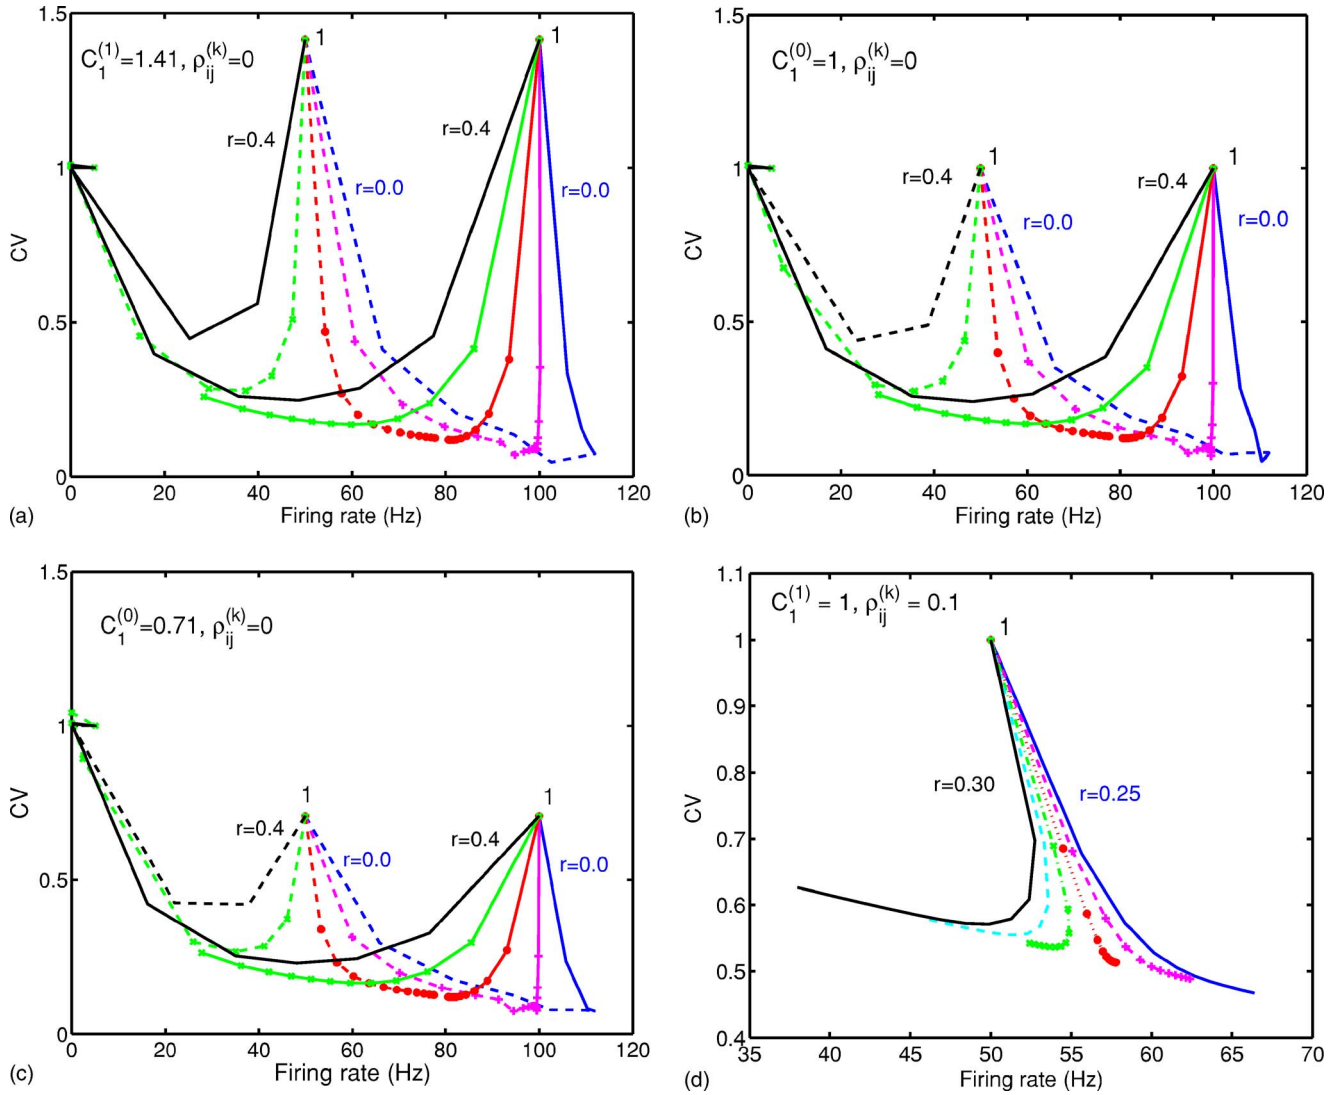 1.5
1
0.5
0
CV
C₁⁽¹⁾=1.41, ρᵢⱼ⁽ᵏ⁾=0
1
1
r=0.4
r=0.4
r=0.0
r=0.0
0 20 40 60 80 100 120
(a) Firing rate (Hz)
1.5
1
0.5
0
CV
C₁⁽⁰⁾=1, ρᵢⱼ⁽ᵏ⁾=0
1
1
r=0.4
r=0.4
r=0.0
r=0.0
0 20 40 60 80 100 120
(b) Firing rate (Hz)
1.5
1
0.5
0
CV
C₁⁽⁰⁾=0.71, ρᵢⱼ⁽ᵏ⁾=0
1
1
r=0.4
r=0.4
r=0.0
r=0.0
0 20 40 60 80 100 120
(c) Firing rate (Hz)
1.1
1
0.9
0.8
0.7
0.6
0.5
0.4
CV
C₁⁽¹⁾ = 1, ρᵢⱼ⁽ᵏ⁾ = 0.1
1
r=0.30
r=0.25
35 40 45 50 55 60 65 70
(d) Firing rate (Hz)